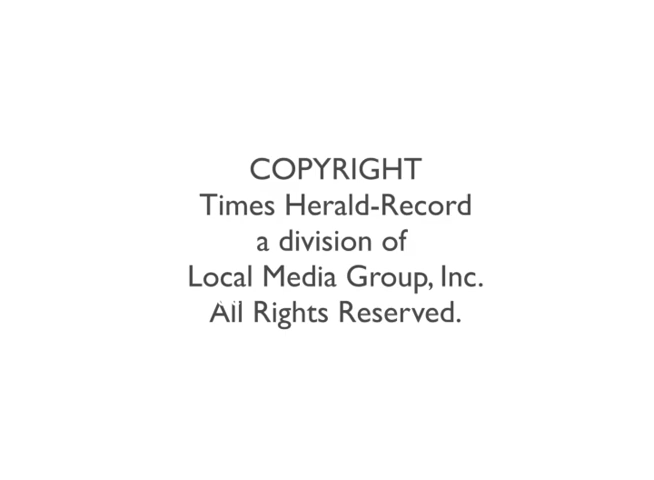 COPYRIGHT
Times Herald-Record
a division of
Local Media Group, Inc.
All Rights Reserved.